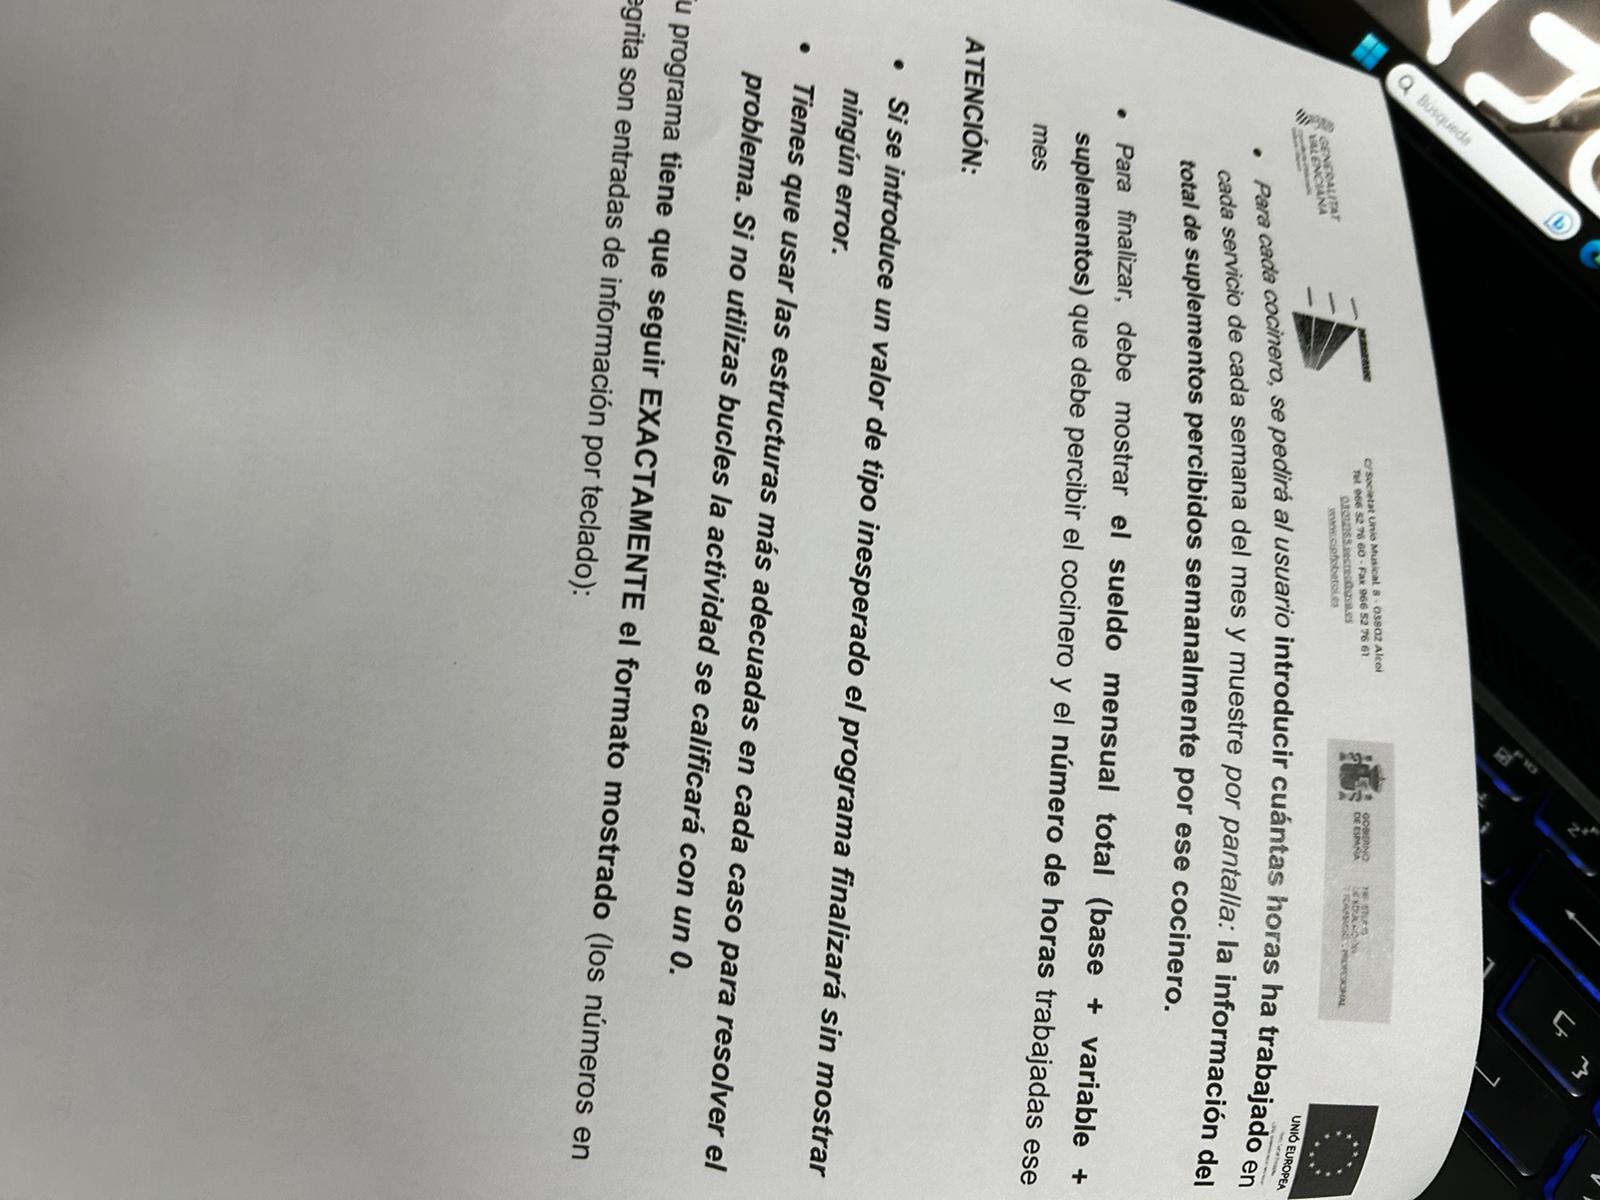 Búsqueda
GENERALITAT
VALENCIANA
C/Societat Unió Musical, 8 - 03802 Alcoi
Tel. 966 52 76 60 - Fax 966 52 76 61
03012165.secret@gva.es
www.cipfpbatoi.es
GOBIERNO
DE ESPAÑA
UNIÓ EUROPEA
• Para cada cocinero, se pedirá al usuario introducir cuántas horas ha trabajado en
cada servicio de cada semana del mes y muestre por pantalla: la información del
total de suplementos percibidos semanalmente por ese cocinero.
• Para finalizar, debe mostrar el sueldo mensual total (base + variable +
suplementos) que debe percibir el cocinero y el número de horas trabajadas ese
mes
ATENCIÓN:
• Si se introduce un valor de tipo inesperado el programa finalizará sin mostrar
ningún error.
• Tienes que usar las estructuras más adecuadas en cada caso para resolver el
problema. Si no utilizas bucles la actividad se calificará con un 0.
u programa tiene que seguir EXACTAMENTE el formato mostrado (los números en
egrita son entradas de información por teclado):